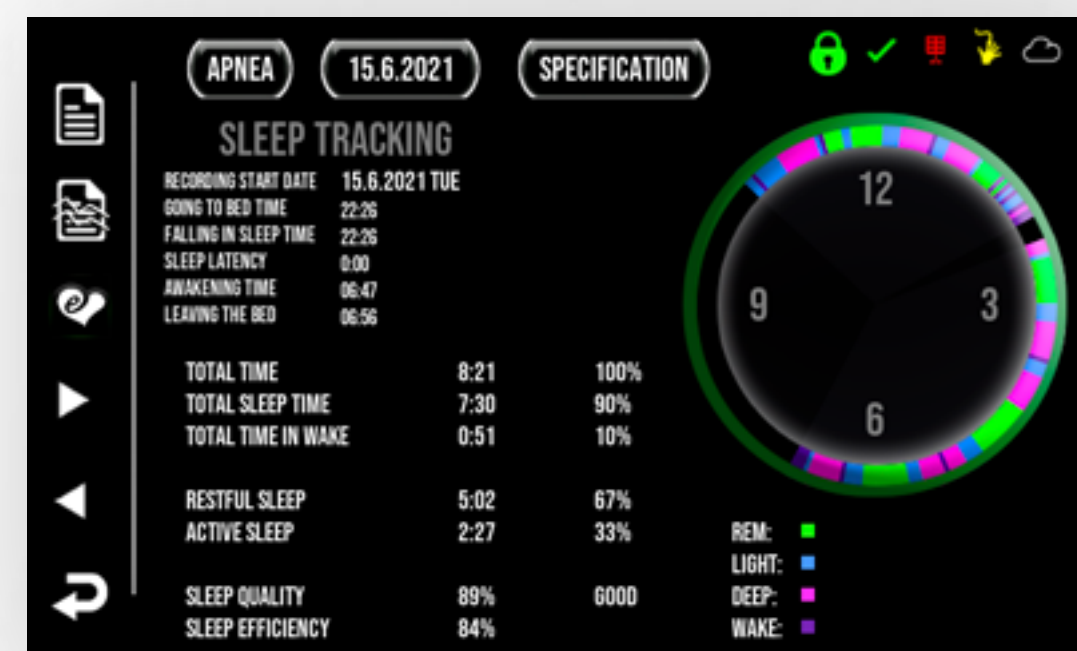 APNEA 15.6.2021 SPECIFICATION
SLEEP TRACKING
RECORDING START DATE 15.6.2021 TUE
GOING TO BED TIME 22:26
FALLING IN SLEEP TIME 22:26
SLEEP LATENCY 0:00
AWAKENING TIME 06:47
LEAVING THE BED 06:56
TOTAL TIME 8:21 100%
TOTAL SLEEP TIME 7:30 90%
TOTAL TIME IN WAKE 0:51 10%
RESTFUL SLEEP 5:02 67%
ACTIVE SLEEP 2:27 33%
SLEEP QUALITY 89% GOOD
SLEEP EFFICIENCY 84%
12
9 3
6
REM:
LIGHT:
DEEP:
WAKE:
e